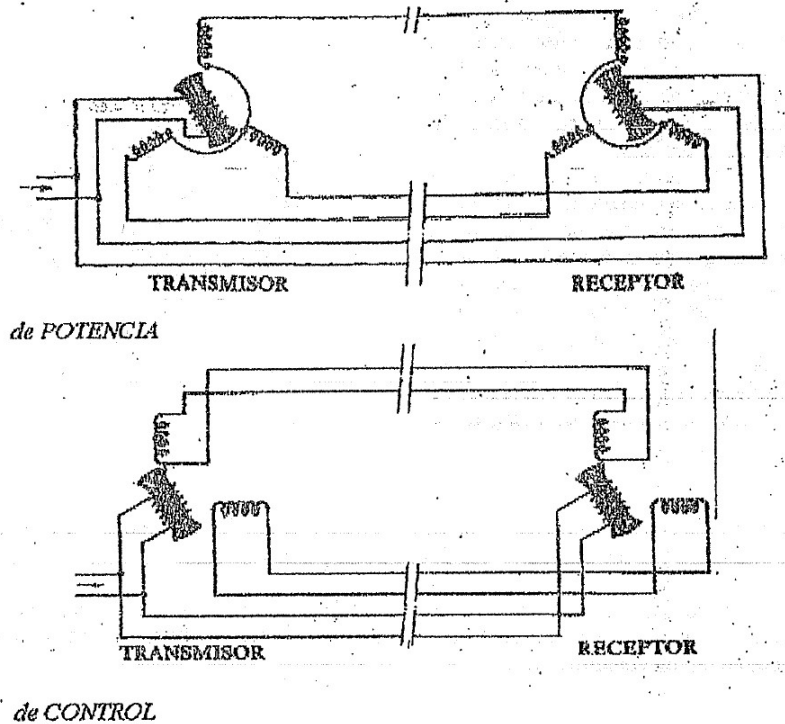 TRANSMISOR
RECEPTOR
de POTENCIA
TRANSMISOR
RECEPTOR
de CONTROL